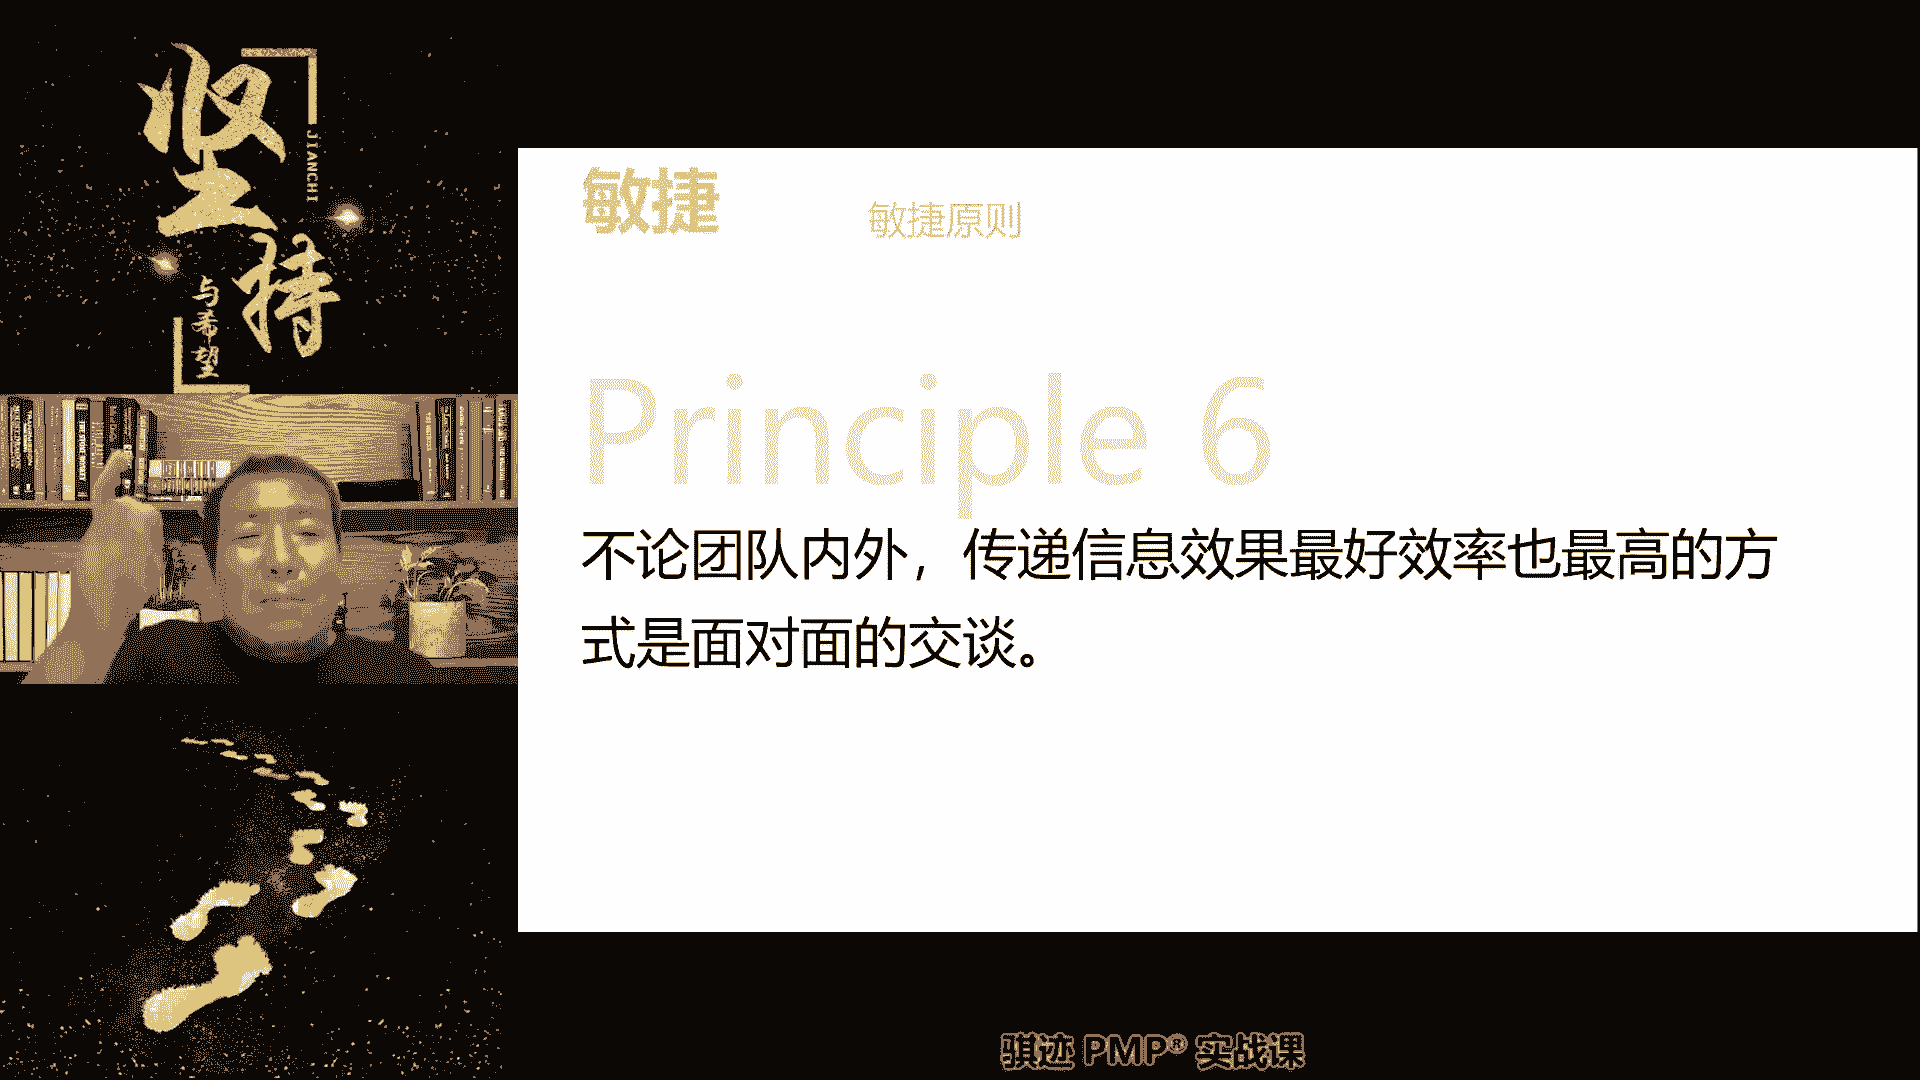 坚持
JIANCHI
与希望
敏捷
敏捷原则
Principle 6
不论团队内外，传递信息效果最好效率也最高的方
式是面对面的交谈。
骐迹 PMP® 实战课